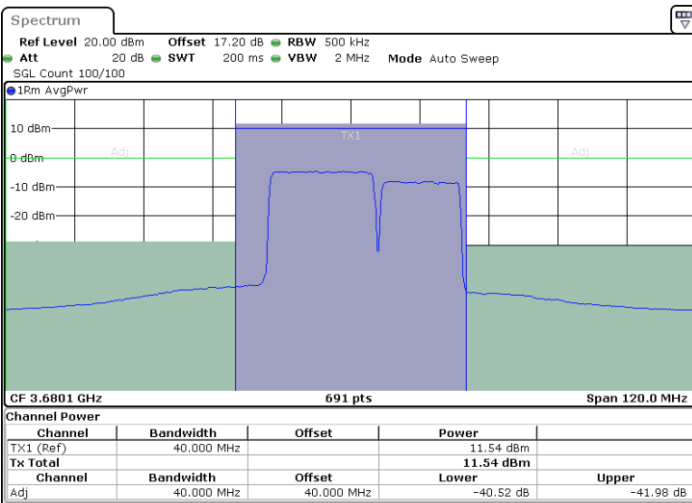 Spectrum
Ref Level 20.00 dBm Offset 17.20 dB RBW 500 kHz
Att 20 dB SWT 200 ms VBW 2 MHz Mode Auto Sweep
SGL Count 100/100
1Rm AvgPwr
10 dBm
TX1
Adj
Adj
0 dBm
-10 dBm
-20 dBm
CF 3.6801 GHz 691 pts Span 120.0 MHz
Channel Power
Channel Bandwidth Offset Power
TX1 (Ref) 40.000 MHz 11.54 dBm
Tx Total 11.54 dBm
Channel Bandwidth Offset Lower Upper
Adj 40.000 MHz 40.000 MHz -40.52 dB -41.98 dB